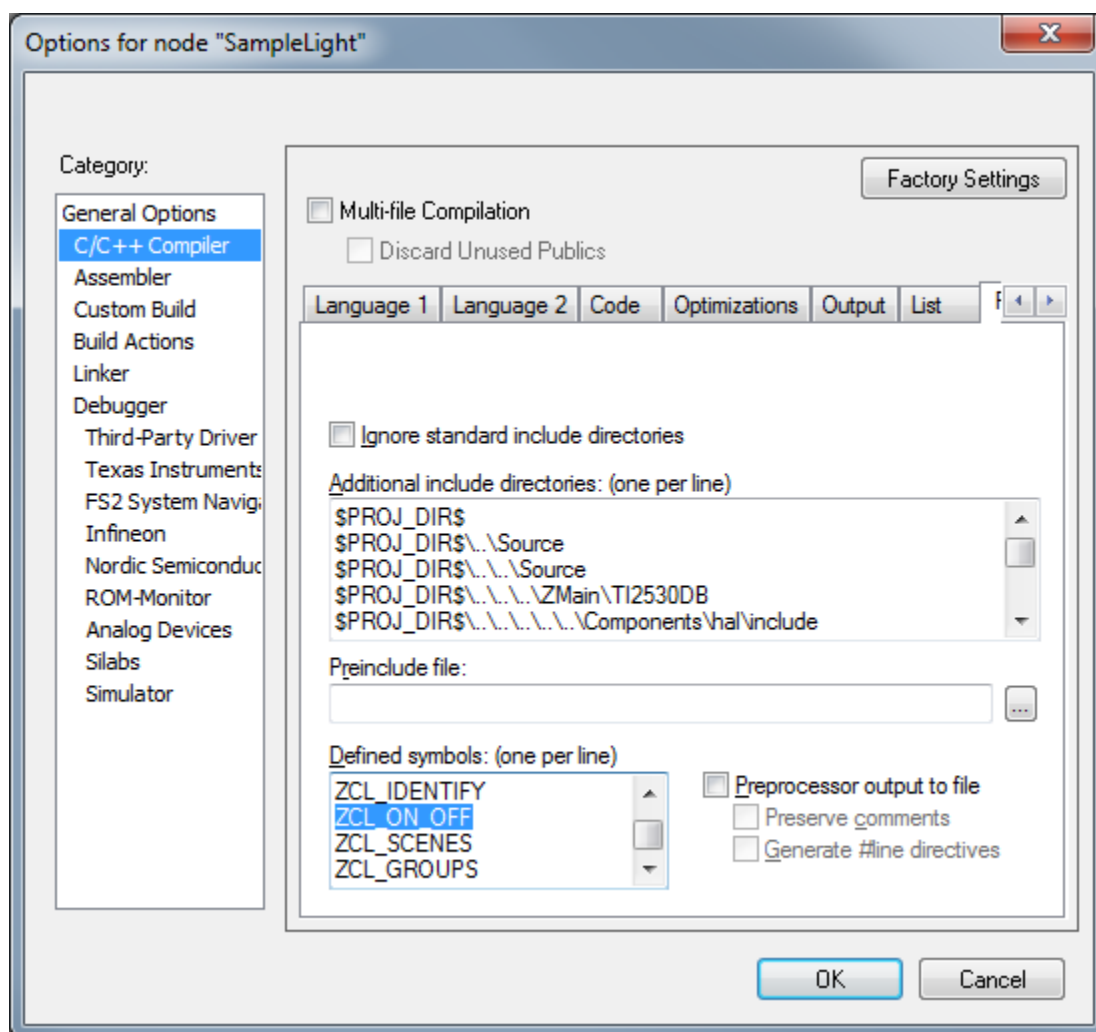 Options for node "SampleLight"
Category:
General Options
C/C++ Compiler
Assembler
Custom Build
Build Actions
Linker
Debugger
Third-Party Driver
Texas Instruments
FS2 System Naviga
Infineon
Nordic Semiconduc
ROM-Monitor
Analog Devices
Silabs
Simulator
Factory Settings
Multi-file Compilation
Discard Unused Publics
Language 1 Language 2 Code Optimizations Output List
Ignore standard include directories
Additional include directories: (one per line)
$PROJ_DIR$
$PROJ_DIR$\..\Source
$PROJ_DIR$\..\..\Source
$PROJ_DIR$\..\..\..\ZMain\TI2530DB
$PROJ_DIR$\..\..\..\..\..\Components\hal\include
Preinclude file:
...
Defined symbols: (one per line)
ZCL_IDENTIFY
ZCL_ON_OFF
ZCL_SCENES
ZCL_GROUPS
Preprocessor output to file
Preserve comments
Generate #line directives
OK Cancel